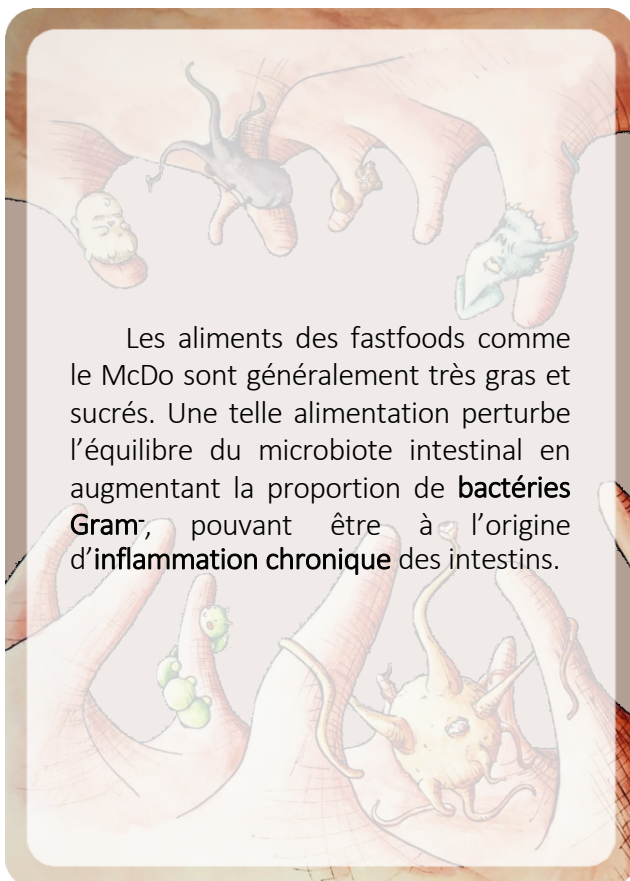 Les aliments des fastfoods comme
le McDo sont généralement très gras et
sucrés. Une telle alimentation perturbe
l’équilibre du microbiote intestinal en
augmentant la proportion de bactéries
Gram⁻, pouvant être à l’origine
d’inflammation chronique des intestins.